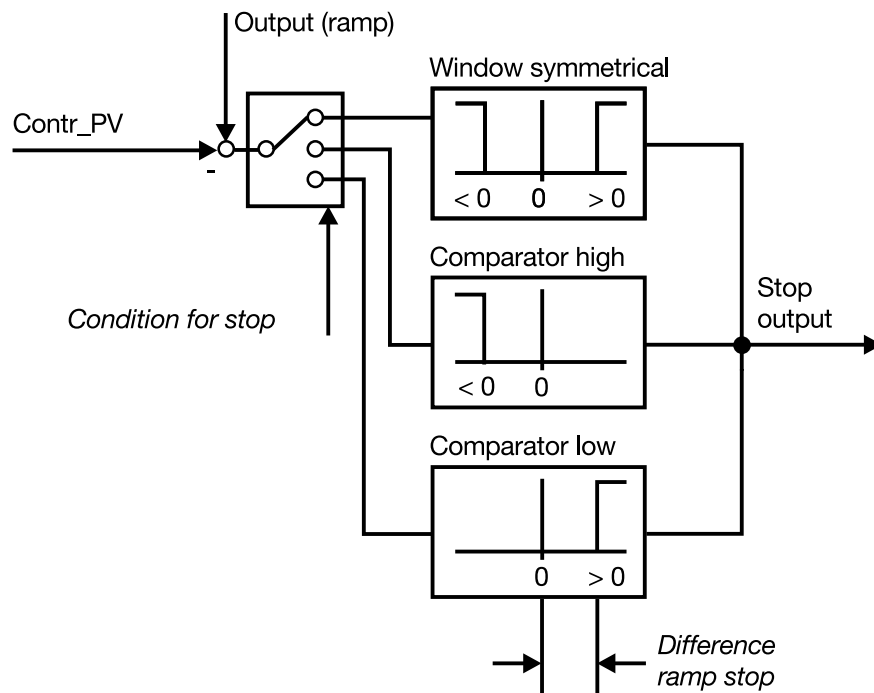 Output (ramp)
Window symmetrical
Contr_PV
-
< 0 0 > 0
Comparator high
Condition for stop
Stop
output
< 0 0
Comparator low
0 > 0
Difference
ramp stop